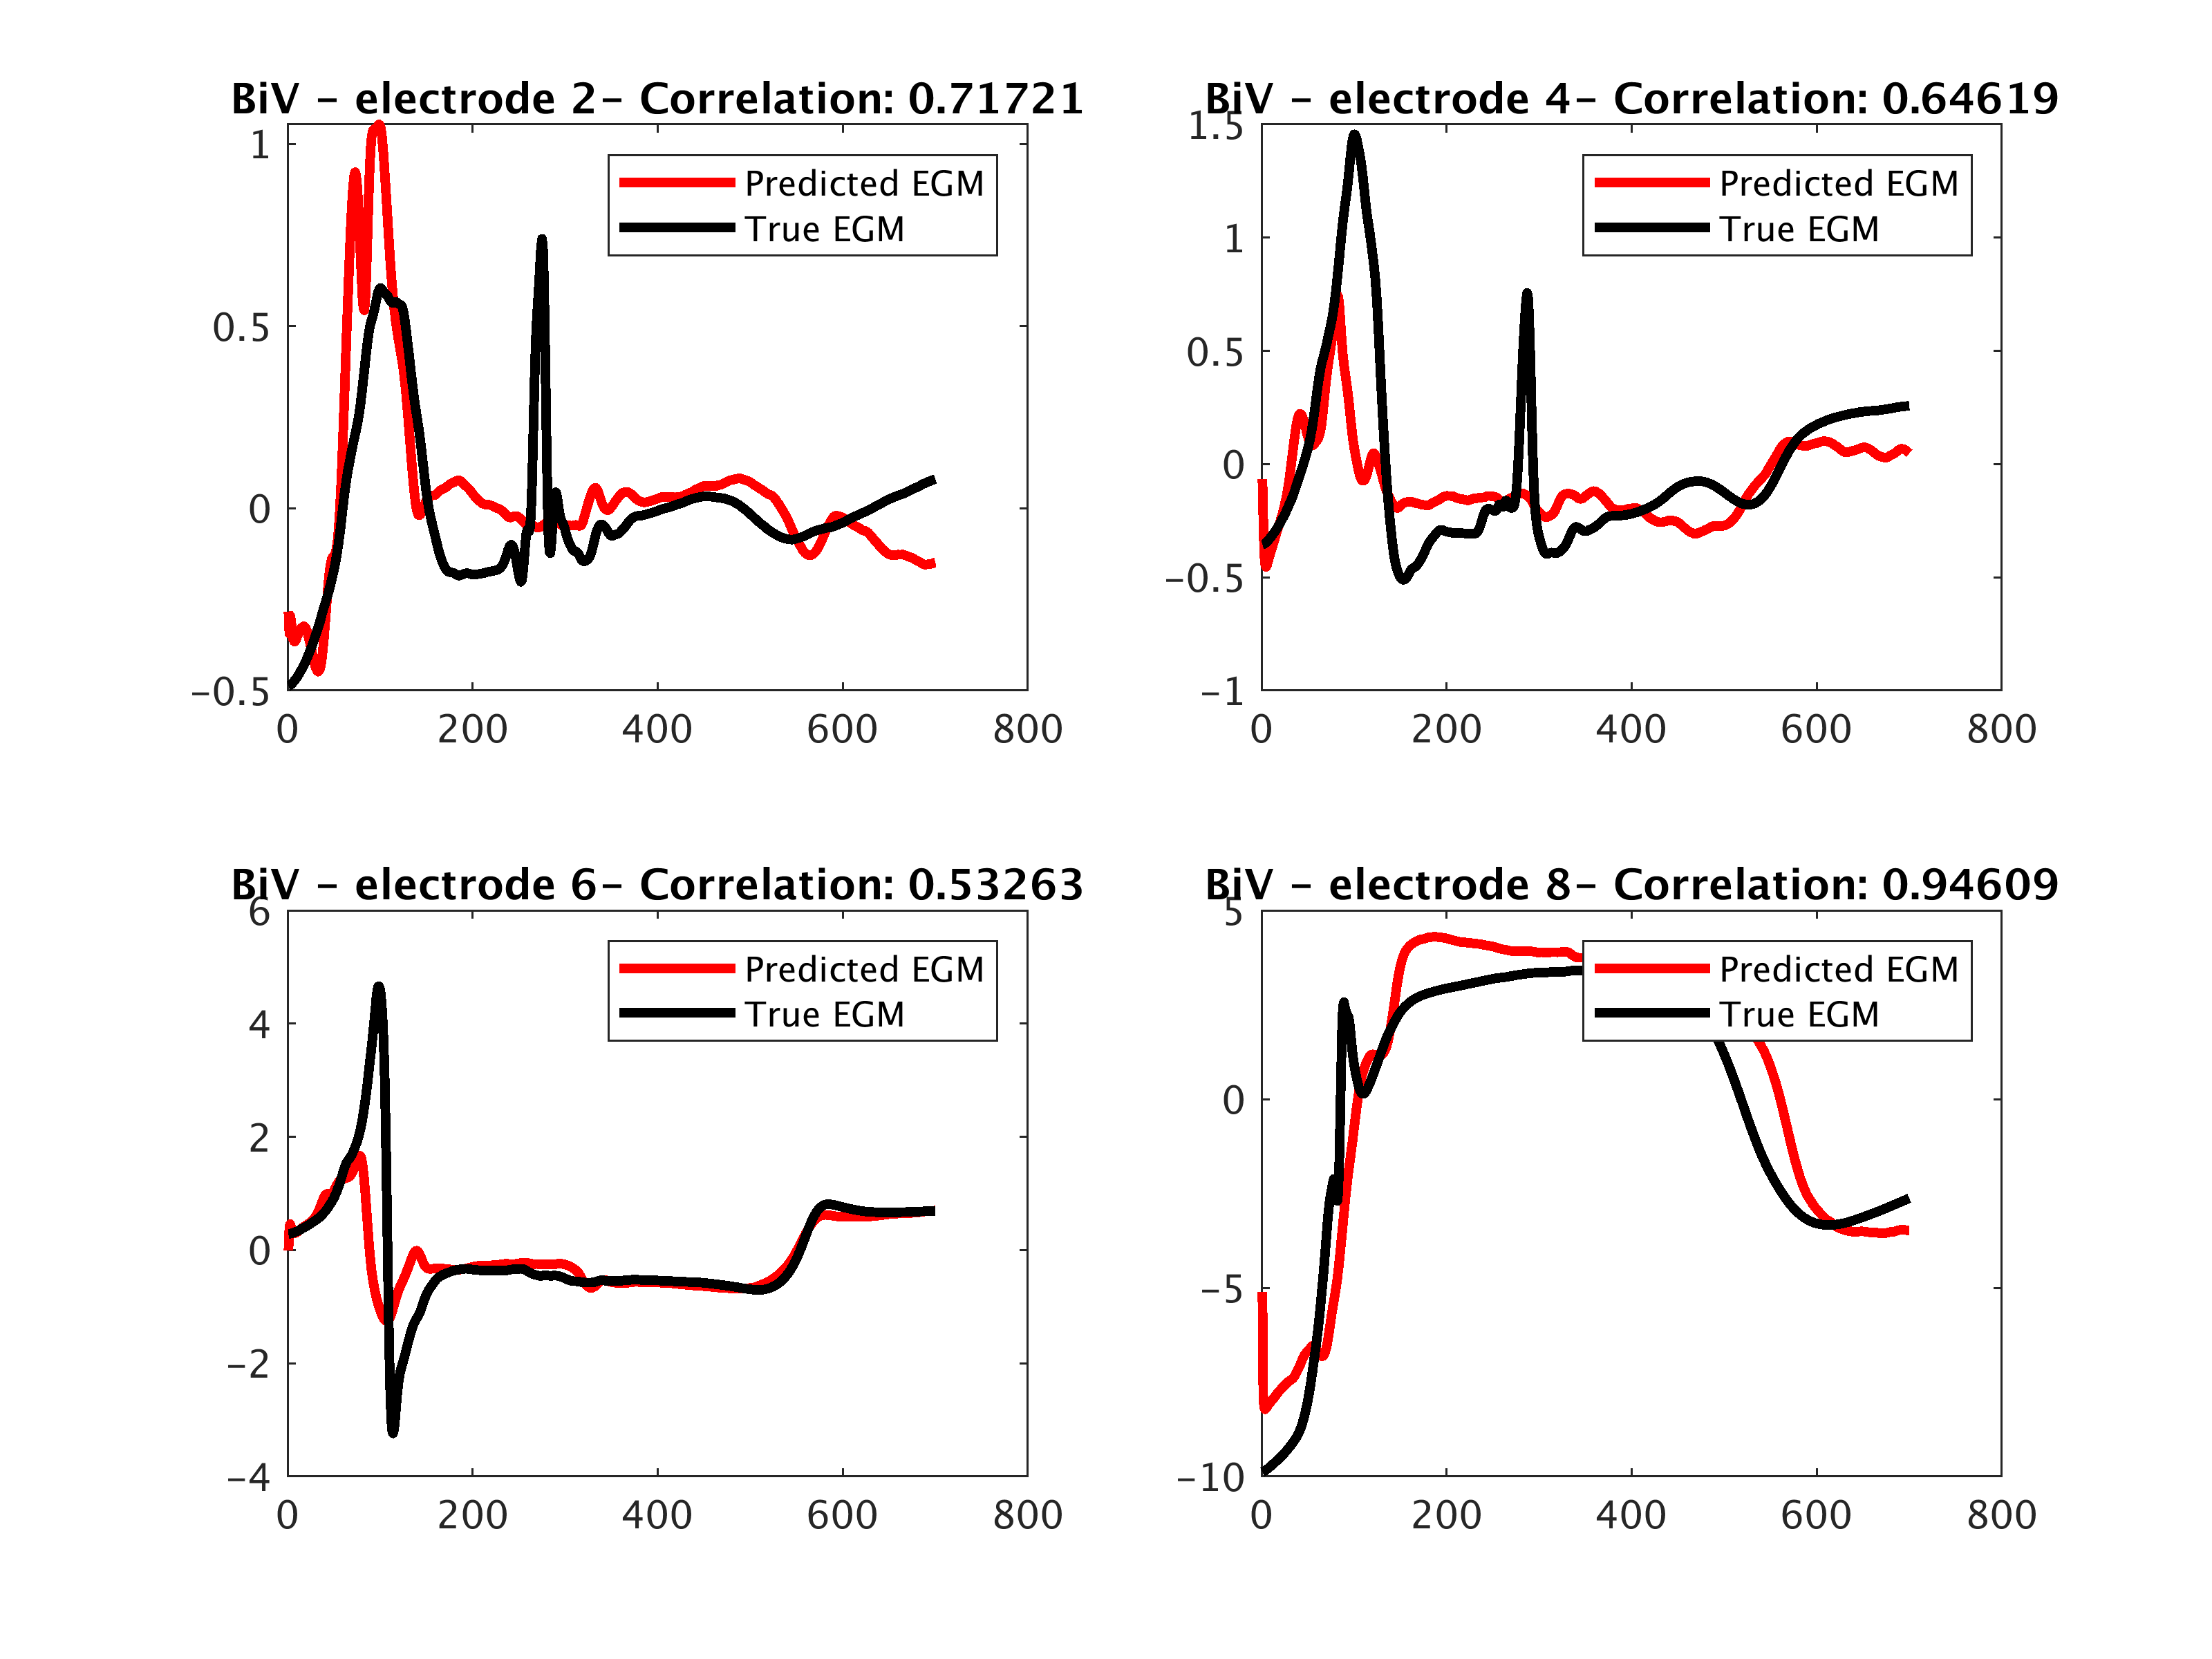 BiV - electrode 2- Correlation: 0.71721
1
0.5
0
-0.5
0 200 400 600 800
Predicted EGM
True EGM
BiV - electrode 4- Correlation: 0.64619
1.5
1
0.5
0
-0.5
-1
0 200 400 600 800
Predicted EGM
True EGM
BiV - electrode 6- Correlation: 0.53263
6
4
2
0
-2
-4
0 200 400 600 800
Predicted EGM
True EGM
BiV - electrode 8- Correlation: 0.94609
5
0
-5
-10
0 200 400 600 800
Predicted EGM
True EGM